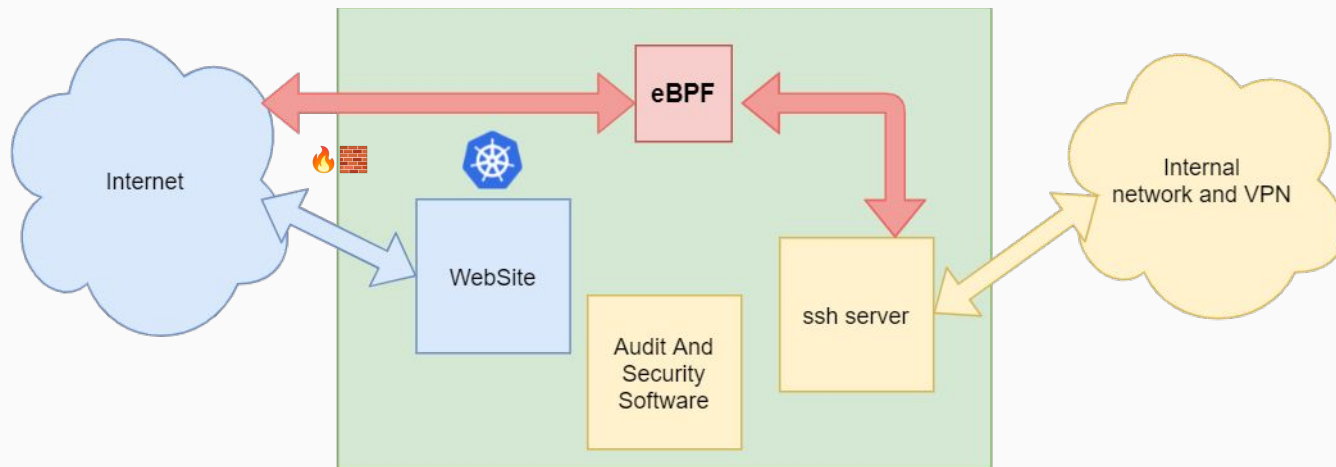 eBPF
Internet
Internal
network and VPN
WebSite
ssh server
Audit And
Security
Software